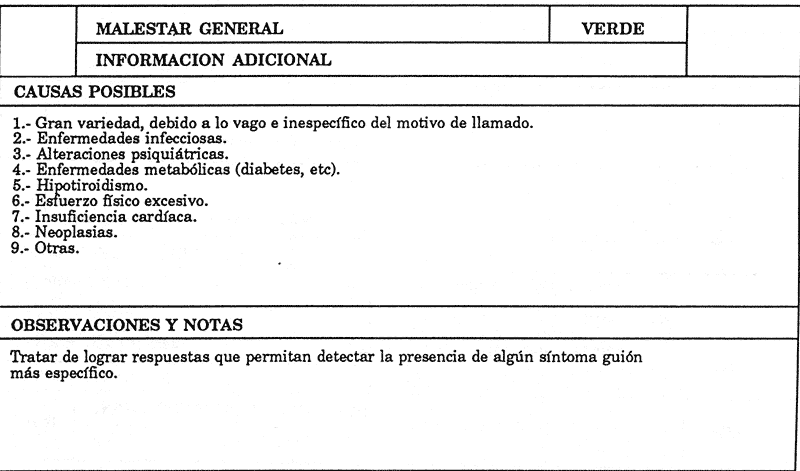 MALESTAR GENERAL
VERDE
INFORMACION ADICIONAL
CAUSAS POSIBLES
1.- Gran variedad, debido a lo vago e inespecífico del motivo de llamado.
2.- Enfermedades infecciosas.
3.- Alteraciones psiquiátricas.
4.- Enfermedades metabólicas (diabetes, etc).
5.- Hipotiroidismo.
6.- Esfuerzo físico excesivo.
7.- Insuficiencia cardíaca.
8.- Neoplasias.
9.- Otras.
OBSERVACIONES Y NOTAS
Tratar de lograr respuestas que permitan detectar la presencia de algún síntoma guión
más específico.